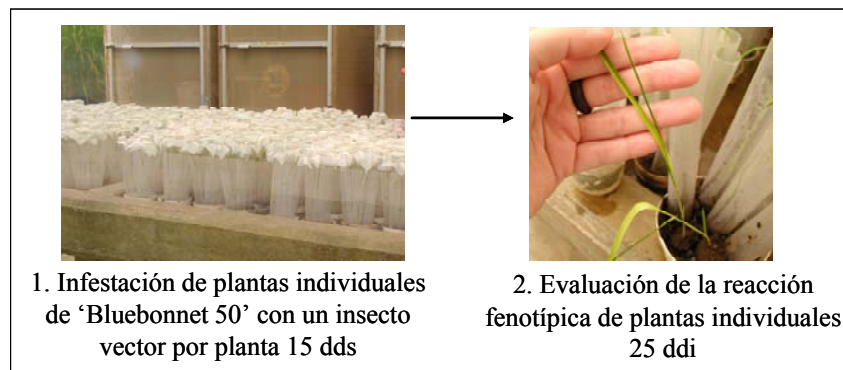 1. Infestación de plantas individuales
de ‘Bluebonnet 50’ con un insecto
vector por planta 15 dds
2. Evaluación de la reacción
fenotípica de plantas individuales
25 ddi